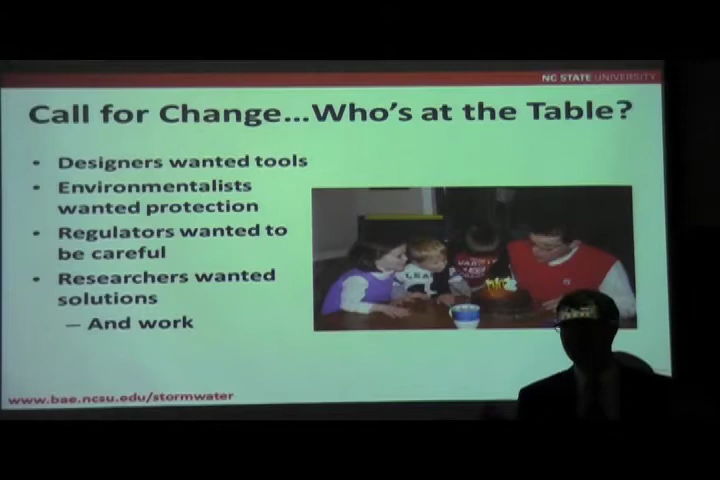 NC STATE UNIVERSITY
Call for Change...Who's at the Table?
• Designers wanted tools
• Environmentalists
wanted protection
• Regulators wanted to
be careful
• Researchers wanted
solutions
– And work
www.bae.ncsu.edu/stormwater